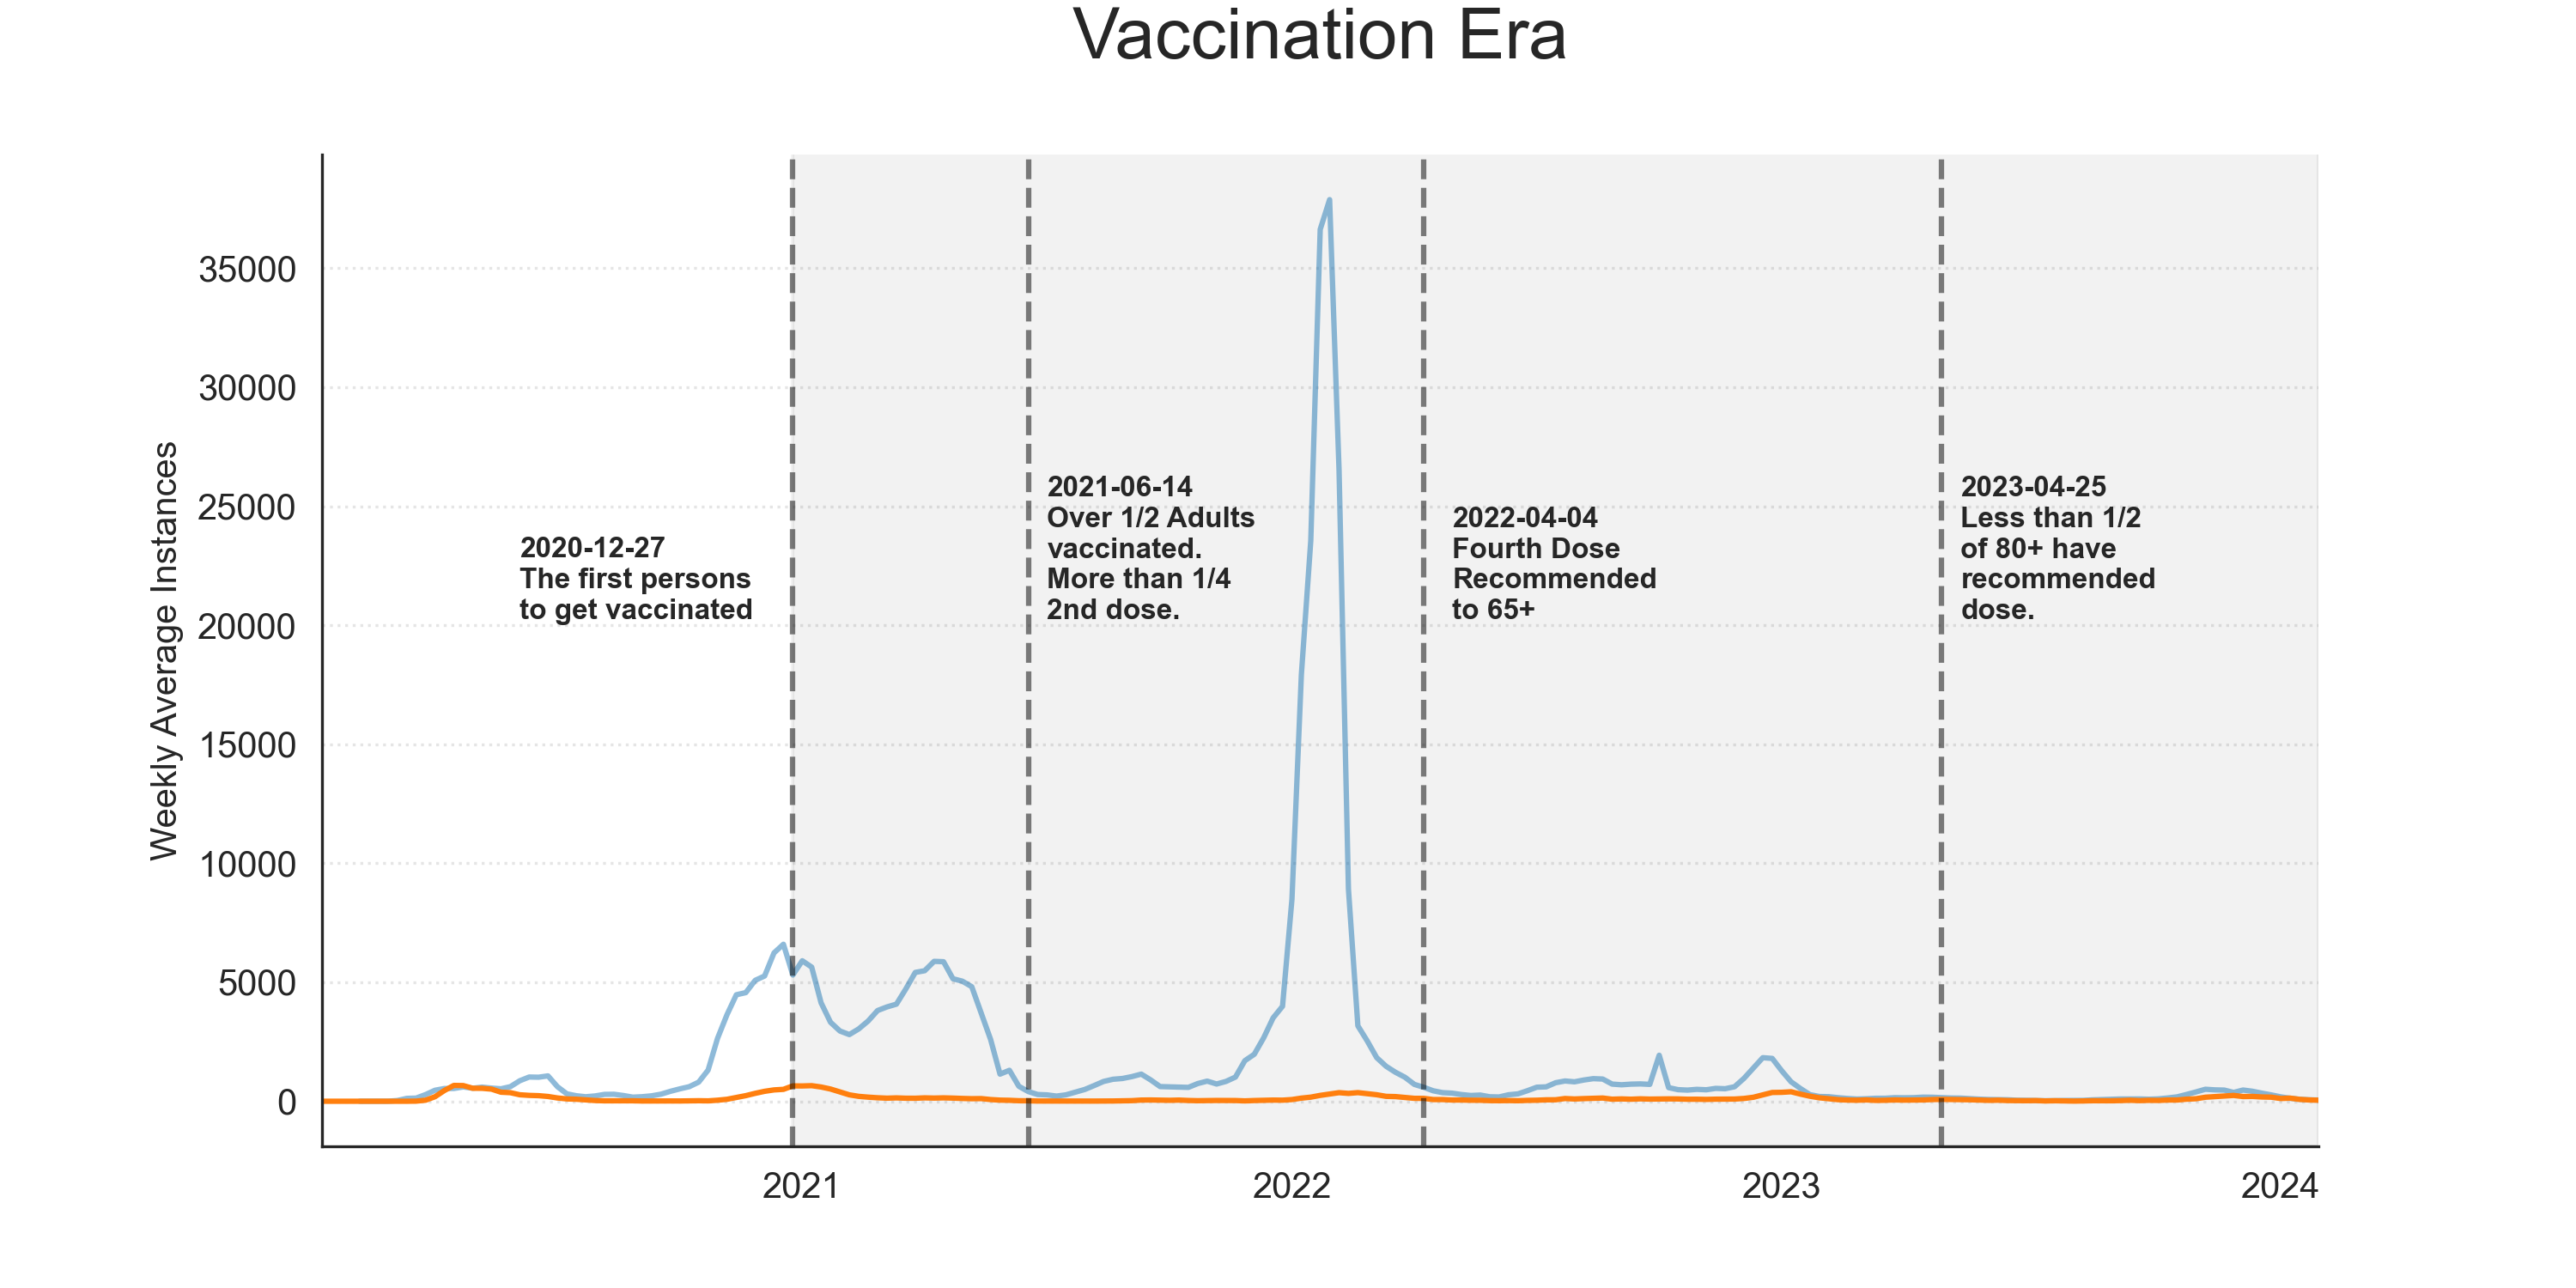 Vaccination Era
Weekly Average Instances
35000
30000
25000
20000
15000
10000
5000
0
2020-12-27
The first persons
to get vaccinated
2021-06-14
Over 1/2 Adults
vaccinated.
More than 1/4
2nd dose.
2022-04-04
Fourth Dose
Recommended
to 65+
2023-04-25
Less than 1/2
of 80+ have
recommended
dose.
2021
2022
2023
2024